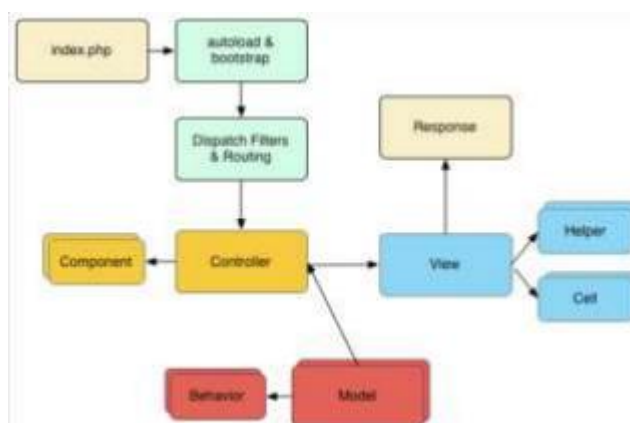 index.php
autoload &
bootstrap
Dispatch Filters
& Routing
Response
Component
Controller
View
Helper
Cell
Behavior
Model